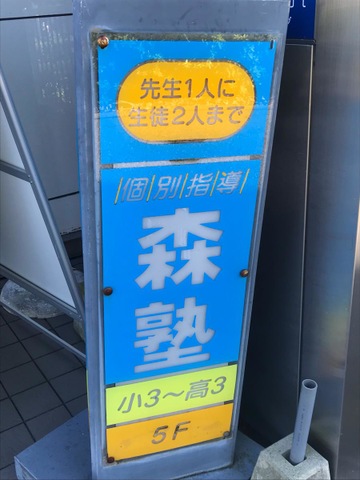 先生1人に
生徒2人まで
個別指導
森
塾
小3～高3
5F